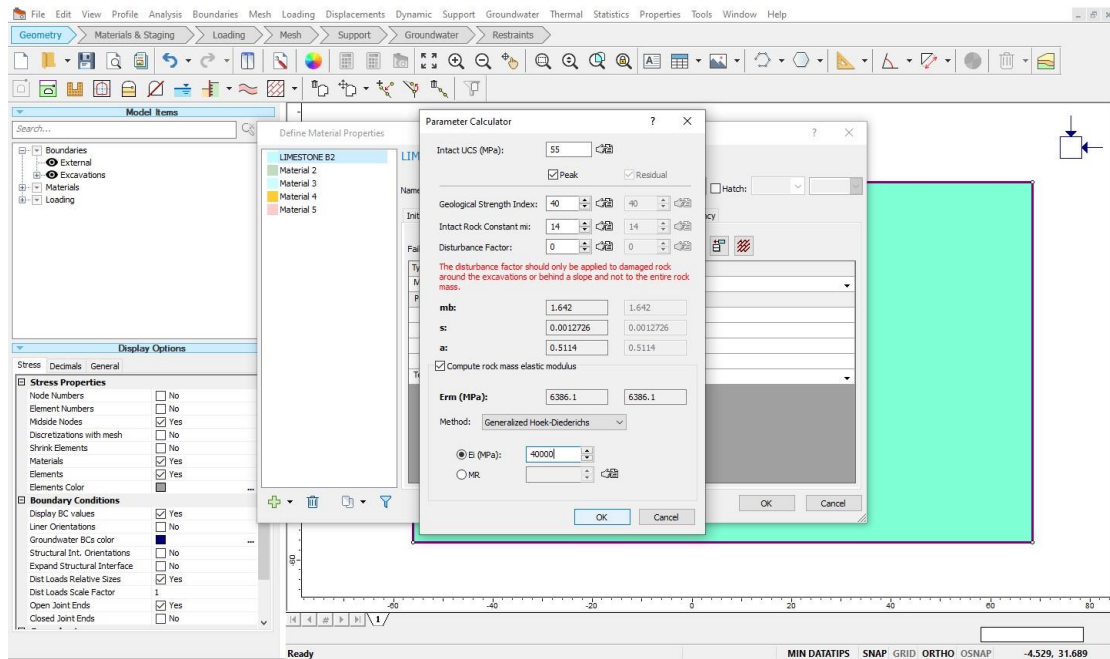 File Edit View Profile Analysis Boundaries Mesh Loading Displacements Dynamic Support Groundwater Thermal Statistics Properties Tools Window Help
Geometry Materials & Staging Loading Mesh Support Groundwater Restraints
Model Items
Search...
Boundaries
External
Excavations
Materials
Loading
Display Options
Stress Decimals General
Stress Properties
Node Numbers No
Element Numbers No
Midside Nodes Yes
Discretizations with mesh No
Shrink Elements No
Materials Yes
Elements Yes
Elements Color ...
Boundary Conditions
Display BC values Yes
Liner Orientations No
Groundwater BCs color ...
Structural Int. Orientations No
Expand Structural Interface No
Dist Loads Relative Sizes Yes
Dist Loads Scale Factor 1
Open Joint Ends Yes
Closed Joint Ends No
Define Material Properties ? ×
LIMESTONE B2
Material 2
Material 3
Material 4
Material 5
LIM
Name
Hatch:
Init
cy
Fai
Ty
M
P
Te
OK Cancel
Parameter Calculator ? ×
Intact UCS (MPa): 55
Peak Residual
Geological Strength Index: 40 40
Intact Rock Constant mi: 14 14
Disturbance Factor: 0 0
The disturbance factor should only be applied to damaged rock
around the excavations or behind a slope and not to the entire rock
mass.
mb: 1.642 1.642
s: 0.0012726 0.0012726
a: 0.5114 0.5114
Compute rock mass elastic modulus
Erm (MPa): 6386.1 6386.1
Method: Generalized Hoek-Diederichs
Ei (MPa): 40000
MR
OK Cancel
-60
-60 -40 -20 0 20 40 60 80
1
Ready MIN DATATIPS SNAP GRID ORTHO OSNAP -4.529, 31.689